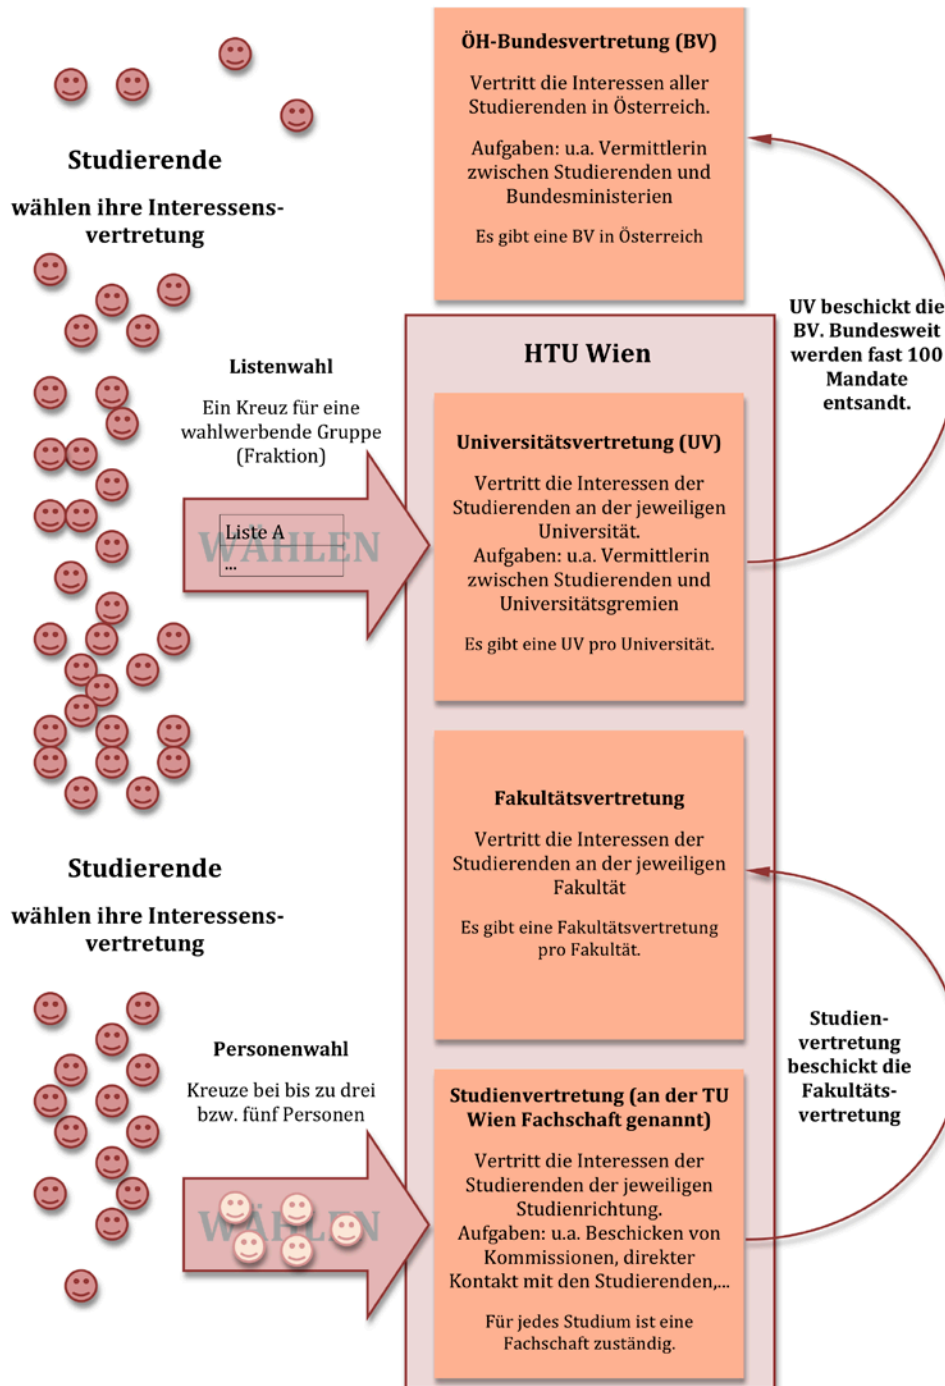 ÖH-Bundesvertretung (BV)
Vertritt die Interessen aller
Studierenden in Österreich.
Aufgaben: u.a. Vermittlerin
zwischen Studierenden und
Bundesministerien
Es gibt eine BV in Österreich
Studierende
wählen ihre Interessens-
vertretung
UV beschickt die
BV. Bundesweit
werden fast 100
Mandate
entsandt.
HTU Wien
Listenwahl
Ein Kreuz für eine
wahlwerbende Gruppe
(Fraktion)
WÄHLEN
Liste A
...
Universitätsvertretung (UV)
Vertritt die Interessen der
Studierenden an der jeweiligen
Universität.
Aufgaben: u.a. Vermittlerin
zwischen Studierenden und
Universitätsgremien
Es gibt eine UV pro Universität.
Fakultätsvertretung
Vertritt die Interessen der
Studierenden an der jeweiligen
Fakultät
Es gibt eine Fakultätsvertretung
pro Fakultät.
Studierende
wählen ihre Interessens-
vertretung
Studien-
vertretung
beschickt die
Fakultäts-
vertretung
Personenwahl
Kreuze bei bis zu drei
bzw. fünf Personen
WÄHLEN
Studienvertretung (an der TU
Wien Fachschaft genannt)
Vertritt die Interessen der
Studierenden der jeweiligen
Studienrichtung.
Aufgaben: u.a. Beschicken von
Kommissionen, direkter
Kontakt mit den Studierenden,...
Für jedes Studium ist eine
Fachschaft zuständig.